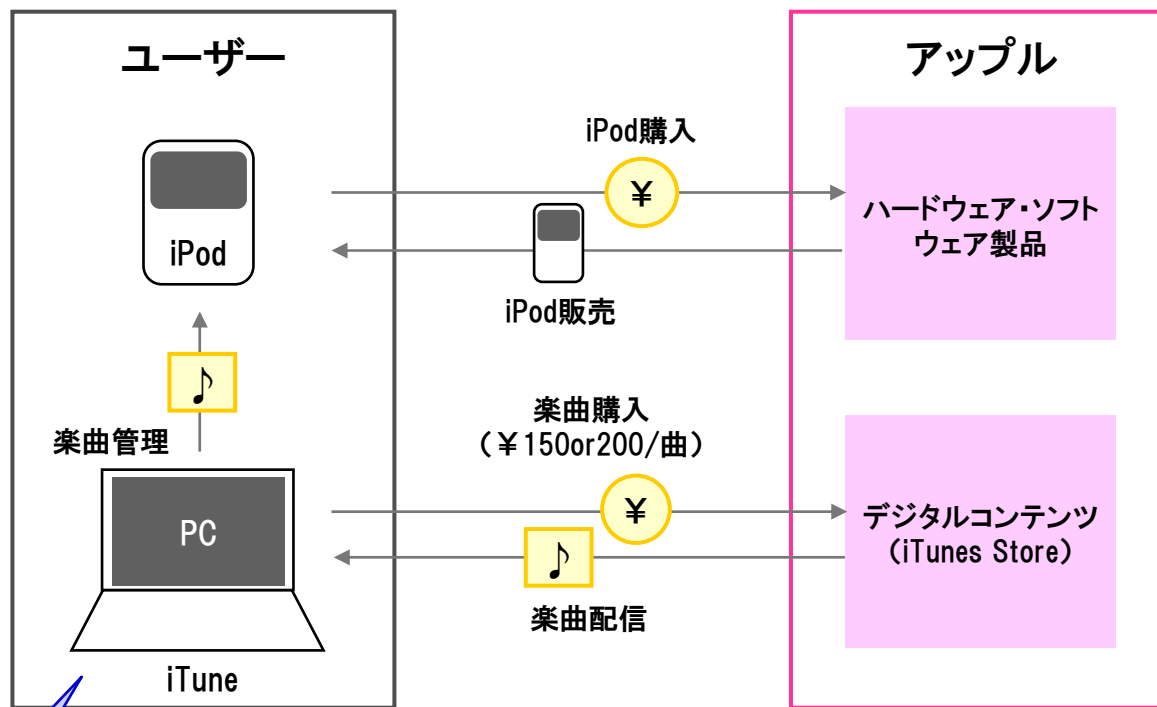 ユーザー
アップル
iPod購入
¥
ハードウェア・ソフト
ウェア製品
iPod
iPod販売
♪
楽曲管理
楽曲購入
(¥150or200/曲)
¥
PC
デジタルコンテンツ
(iTunes Store)
♪
楽曲配信
iTune